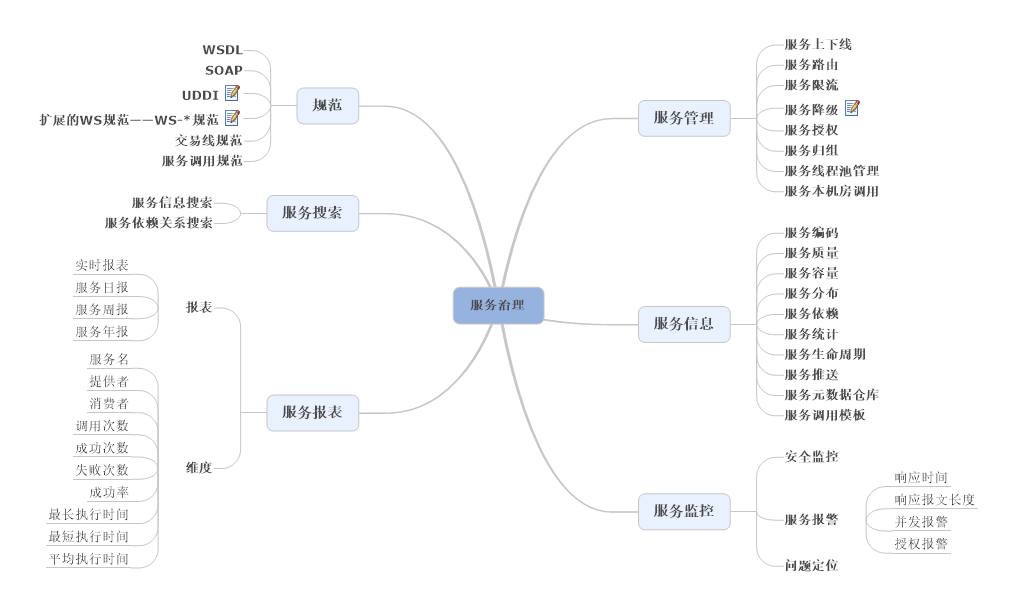 服务治理
规范
WSDL
SOAP
UDDI
扩展的WS规范——WS-*规范
交易线规范
服务调用规范
服务搜索
服务信息搜索
服务依赖关系搜索
服务报表
报表
实时报表
服务日报
服务周报
服务年报
维度
服务名
提供者
消费者
调用次数
成功次数
失败次数
成功率
最长执行时间
最短执行时间
平均执行时间
服务管理
服务上下线
服务路由
服务限流
服务降级
服务授权
服务归组
服务线程池管理
服务本机房调用
服务信息
服务编码
服务质量
服务容量
服务分布
服务依赖
服务统计
服务生命周期
服务推送
服务元数据仓库
服务调用模板
服务监控
安全监控
服务报警
响应时间
响应报文长度
并发报警
授权报警
问题定位